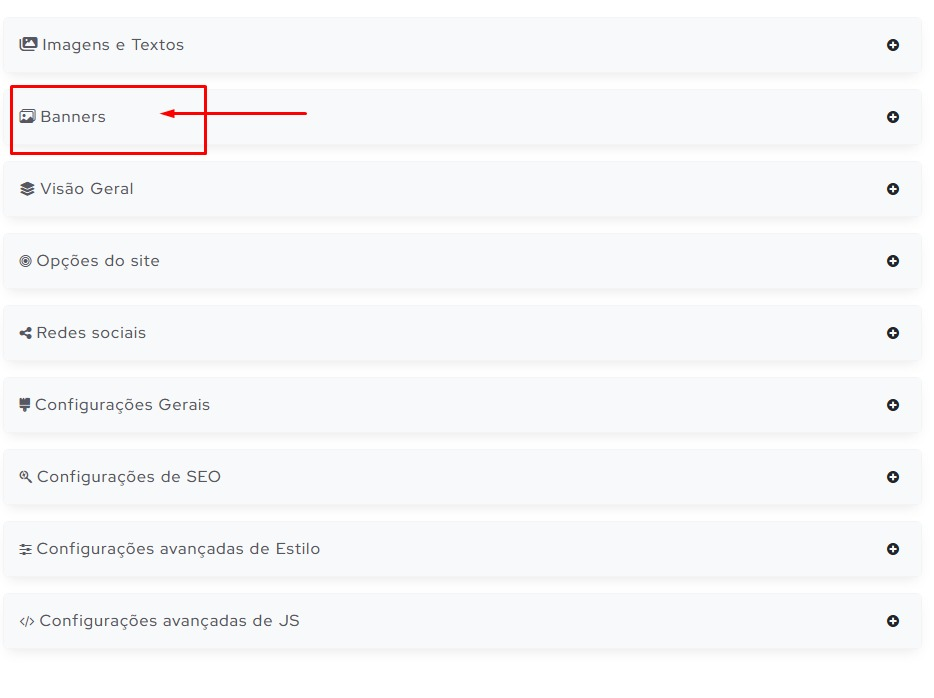 Imagens e Textos
Banners
Visão Geral
Opções do site
Redes sociais
Configurações Gerais
Configurações de SEO
Configurações avançadas de Estilo
Configurações avançadas de JS